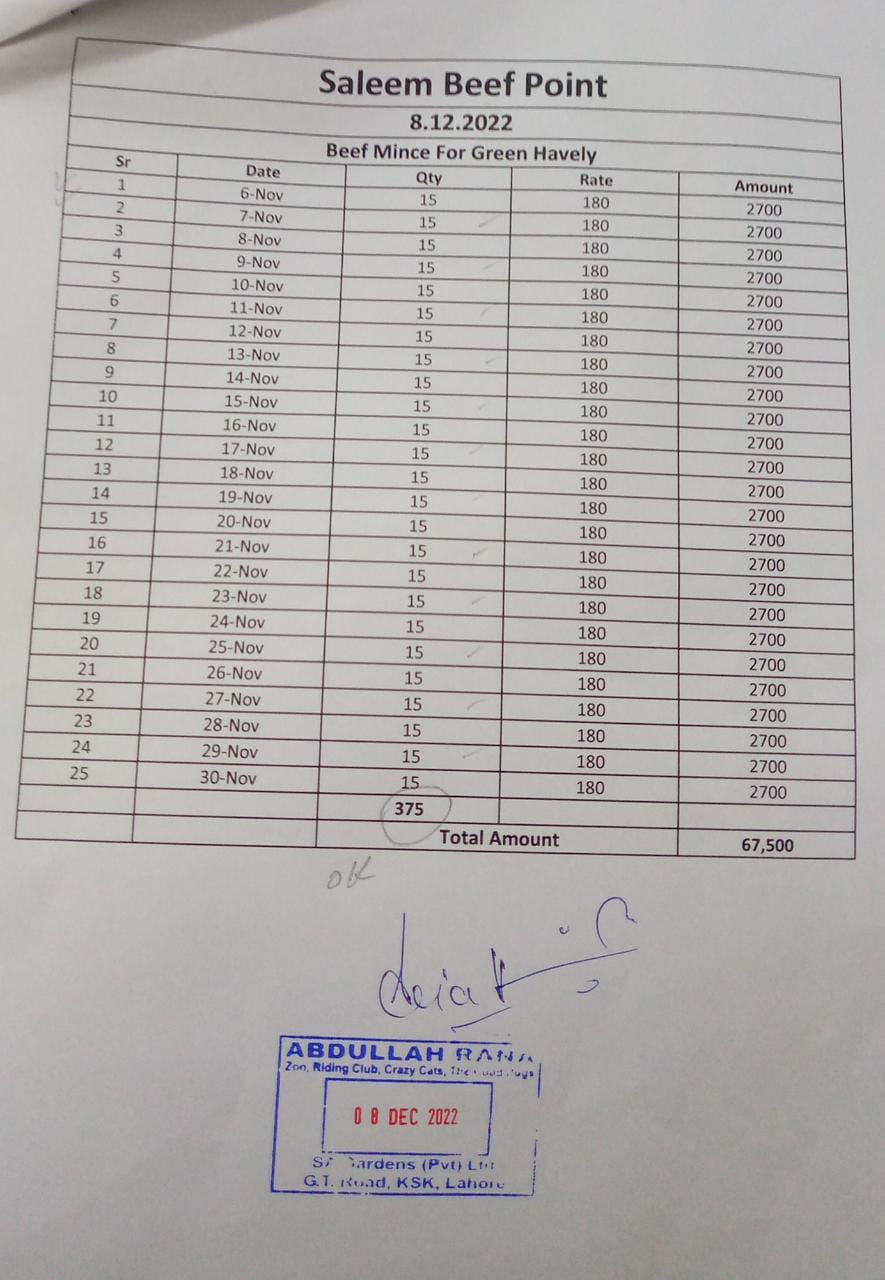 Saleem Beef Point
8.12.2022
Beef Mince For Green Havely
Sr Date Qty Rate Amount
1 6-Nov 15 180 2700
2 7-Nov 15 180 2700
3 8-Nov 15 180 2700
4 9-Nov 15 180 2700
5 10-Nov 15 180 2700
6 11-Nov 15 180 2700
7 12-Nov 15 180 2700
8 13-Nov 15 180 2700
9 14-Nov 15 180 2700
10 15-Nov 15 180 2700
11 16-Nov 15 180 2700
12 17-Nov 15 180 2700
13 18-Nov 15 180 2700
14 19-Nov 15 180 2700
15 20-Nov 15 180 2700
16 21-Nov 15 180 2700
17 22-Nov 15 180 2700
18 23-Nov 15 180 2700
19 24-Nov 15 180 2700
20 25-Nov 15 180 2700
21 26-Nov 15 180 2700
22 27-Nov 15 180 2700
23 28-Nov 15 180 2700
24 29-Nov 15 180 2700
25 30-Nov 15 180 2700
375
Total Amount 67,500
OK
ABDULLAH RANA
Zoo, Riding Club, Crazy Cats,
08 DEC 2022
Gardens (Pvt) Ltd
G.T. Road, KSK, Lahore